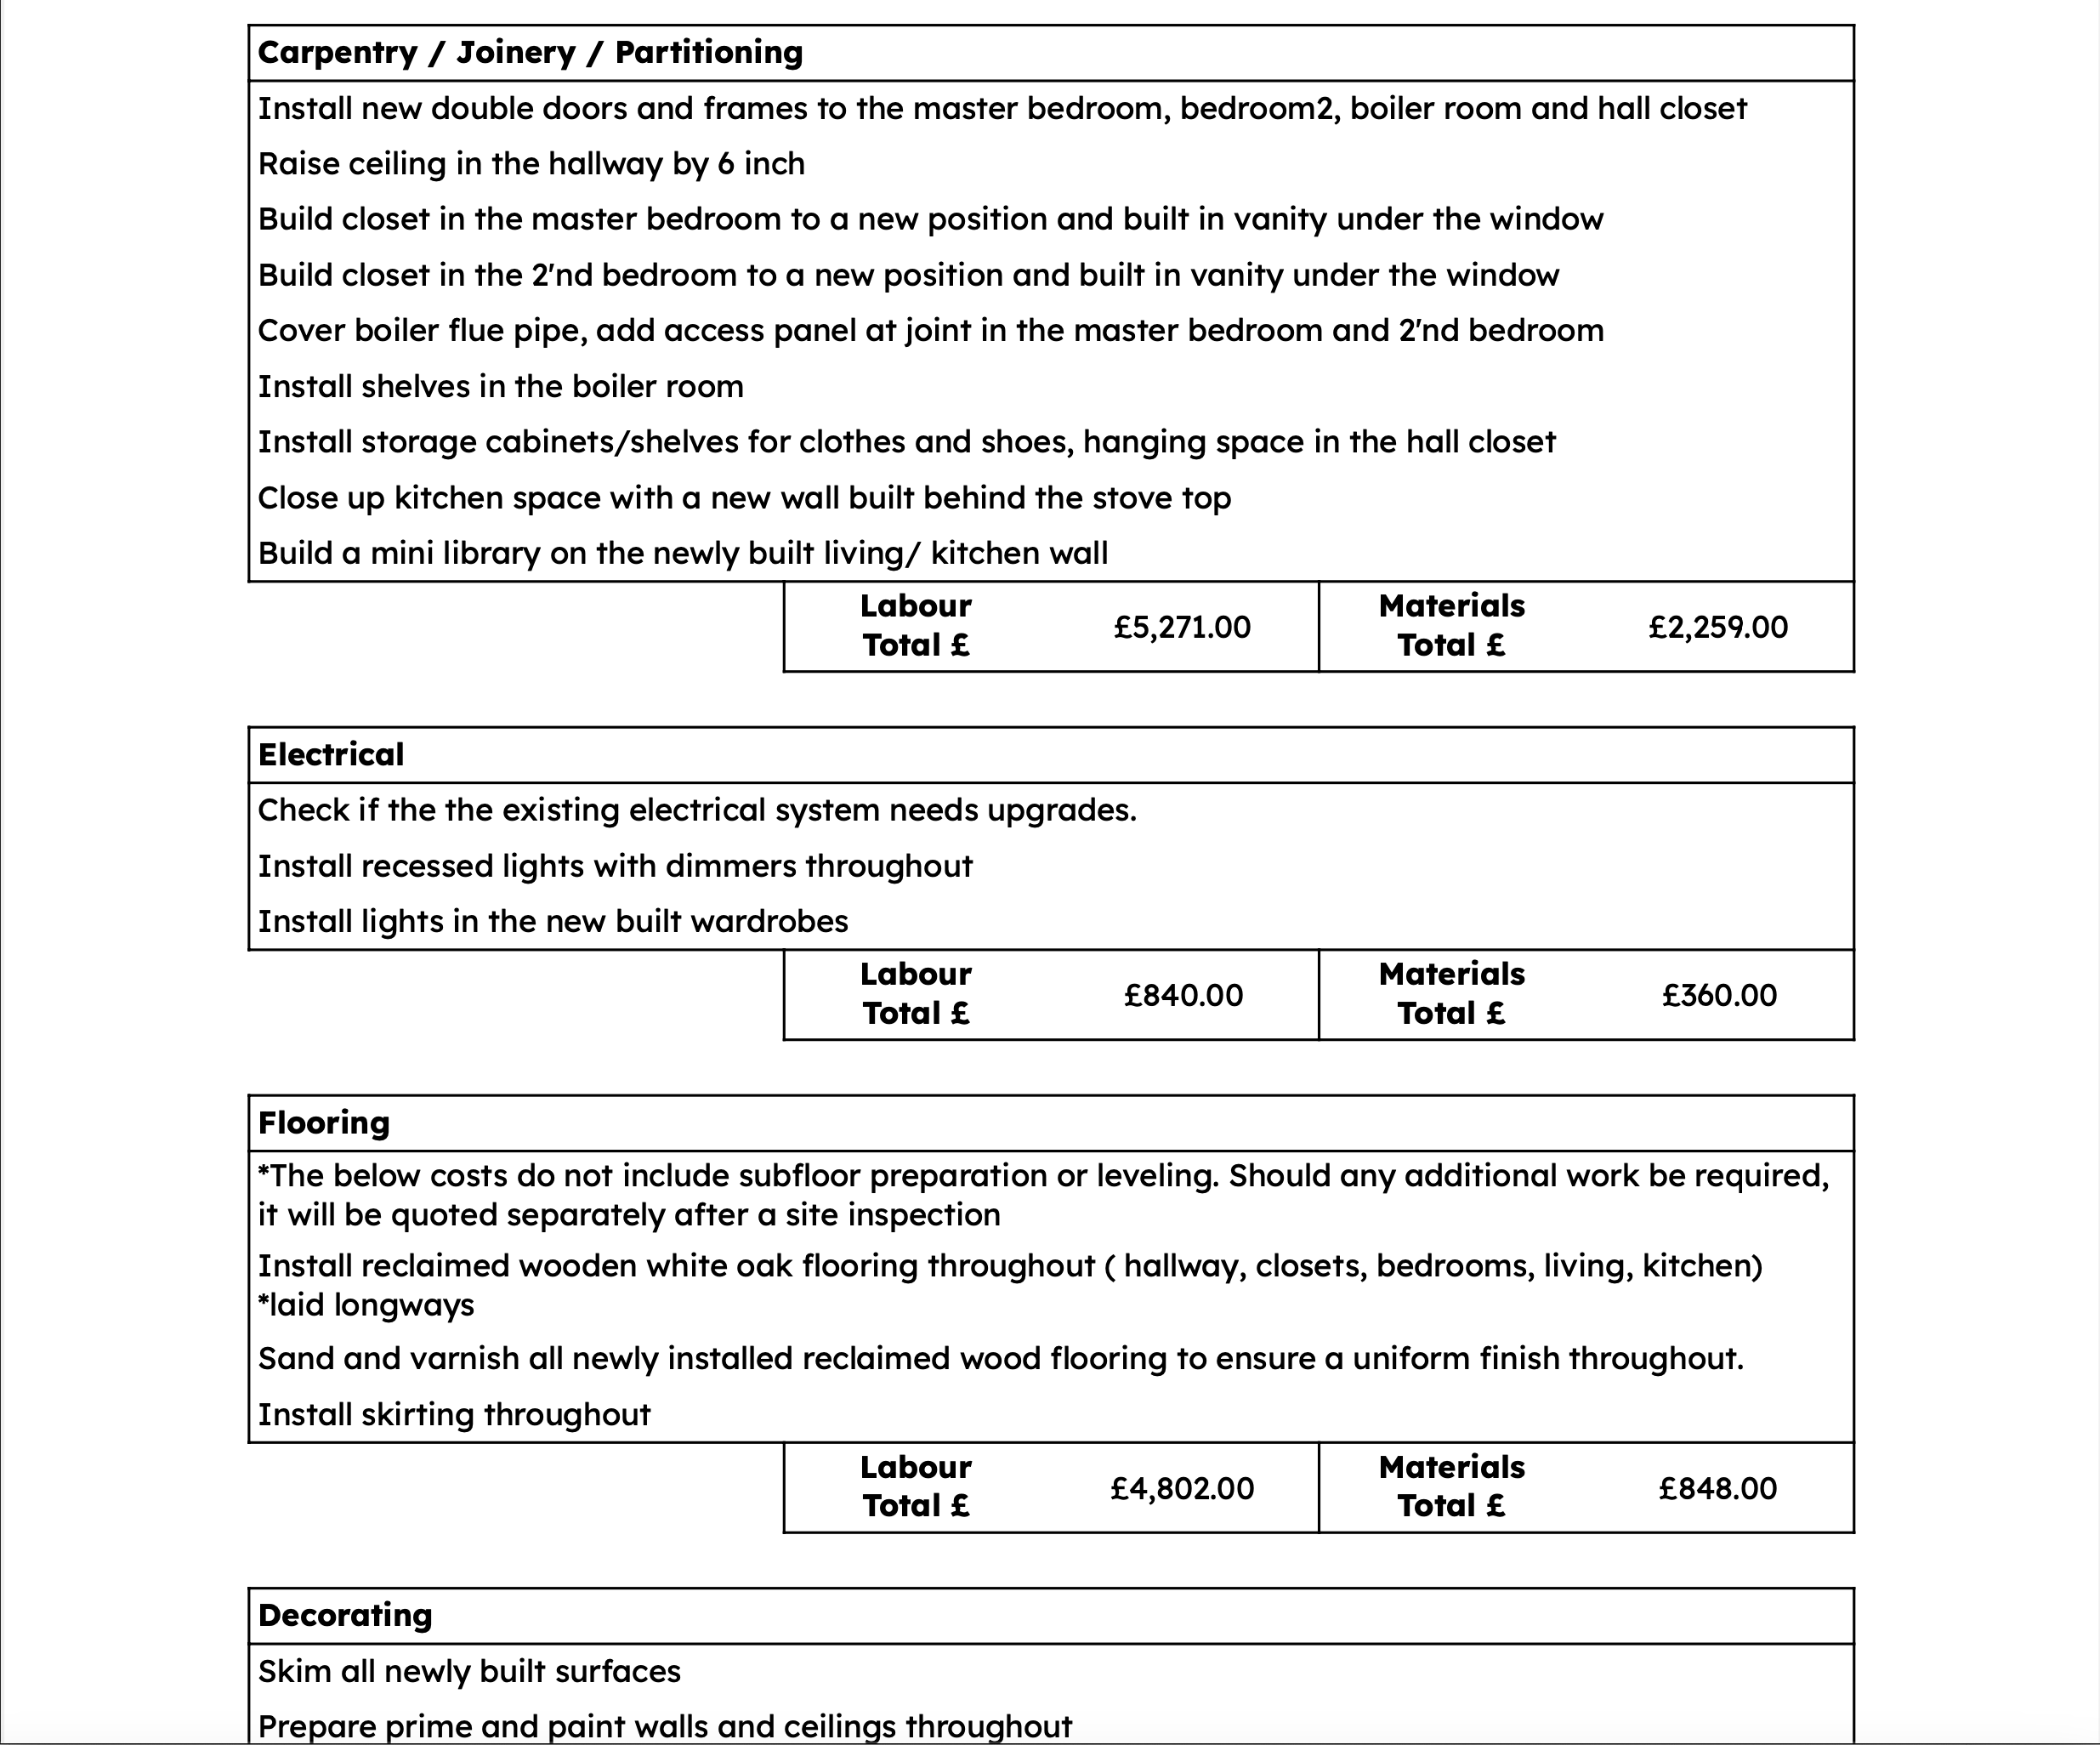 Carpentry / Joinery / Partitioning
Install new double doors and frames to the master bedroom, bedroom2, boiler room and hall closet
Raise ceiling in the hallway by 6 inch
Build closet in the master bedroom to a new position and built in vanity under the window
Build closet in the 2'nd bedroom to a new position and built in vanity under the window
Cover boiler flue pipe, add access panel at joint in the master bedroom and 2'nd bedroom
Install shelves in the boiler room
Install storage cabinets/shelves for clothes and shoes, hanging space in the hall closet
Close up kitchen space with a new wall built behind the stove top
Build a mini library on the newly built living/ kitchen wall
Labour Total £ £5,271.00 Materials Total £ £2,259.00
Electrical
Check if the the existing electrical system needs upgrades.
Install recessed lights with dimmers throughout
Install lights in the new built wardrobes
Labour Total £ £840.00 Materials Total £ £360.00
Flooring
*The below costs do not include subfloor preparation or leveling. Should any additional work be required,
it will be quoted separately after a site inspection
Install reclaimed wooden white oak flooring throughout ( hallway, closets, bedrooms, living, kitchen)
*laid longways
Sand and varnish all newly installed reclaimed wood flooring to ensure a uniform finish throughout.
Install skirting throughout
Labour Total £ £4,802.00 Materials Total £ £848.00
Decorating
Skim all newly built surfaces
Prepare prime and paint walls and ceilings throughout